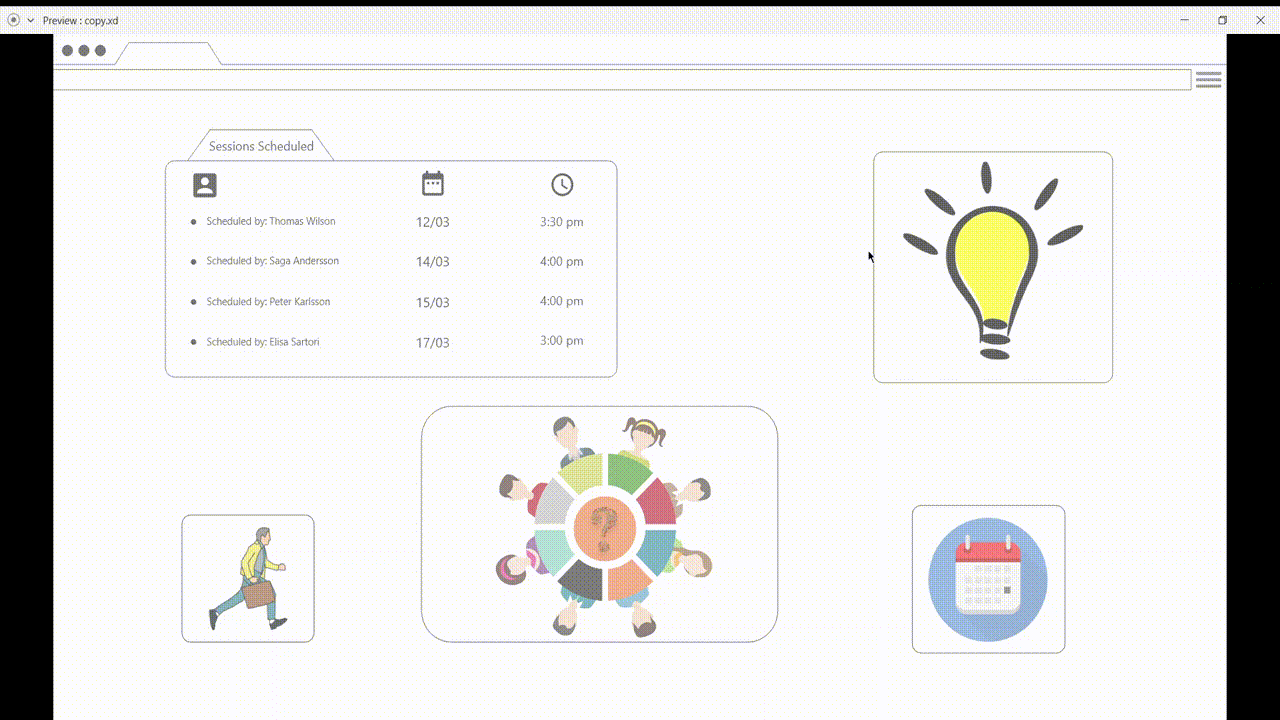 Preview : copy.xd
Sessions Scheduled
Scheduled by: Thomas Wilson 12/03 3:30 pm
Scheduled by: Saga Andersson 14/03 4:00 pm
Scheduled by: Peter Karlsson 15/03 4:00 pm
Scheduled by: Elisa Sartori 17/03 3:00 pm
?